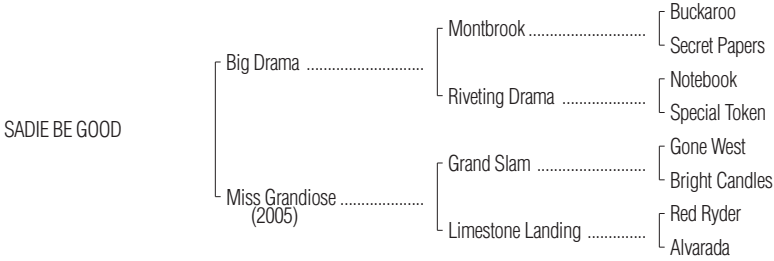 Buckaroo
Montbrook ............................
Secret Papers
Big Drama ............................
Notebook
Riveting Drama ....................
Special Token
SADIE BE GOOD
Gone West
Grand Slam ..........................
Bright Candles
Miss Grandiose ....................
(2005)
Red Ryder
Limestone Landing ..............
Alvarada